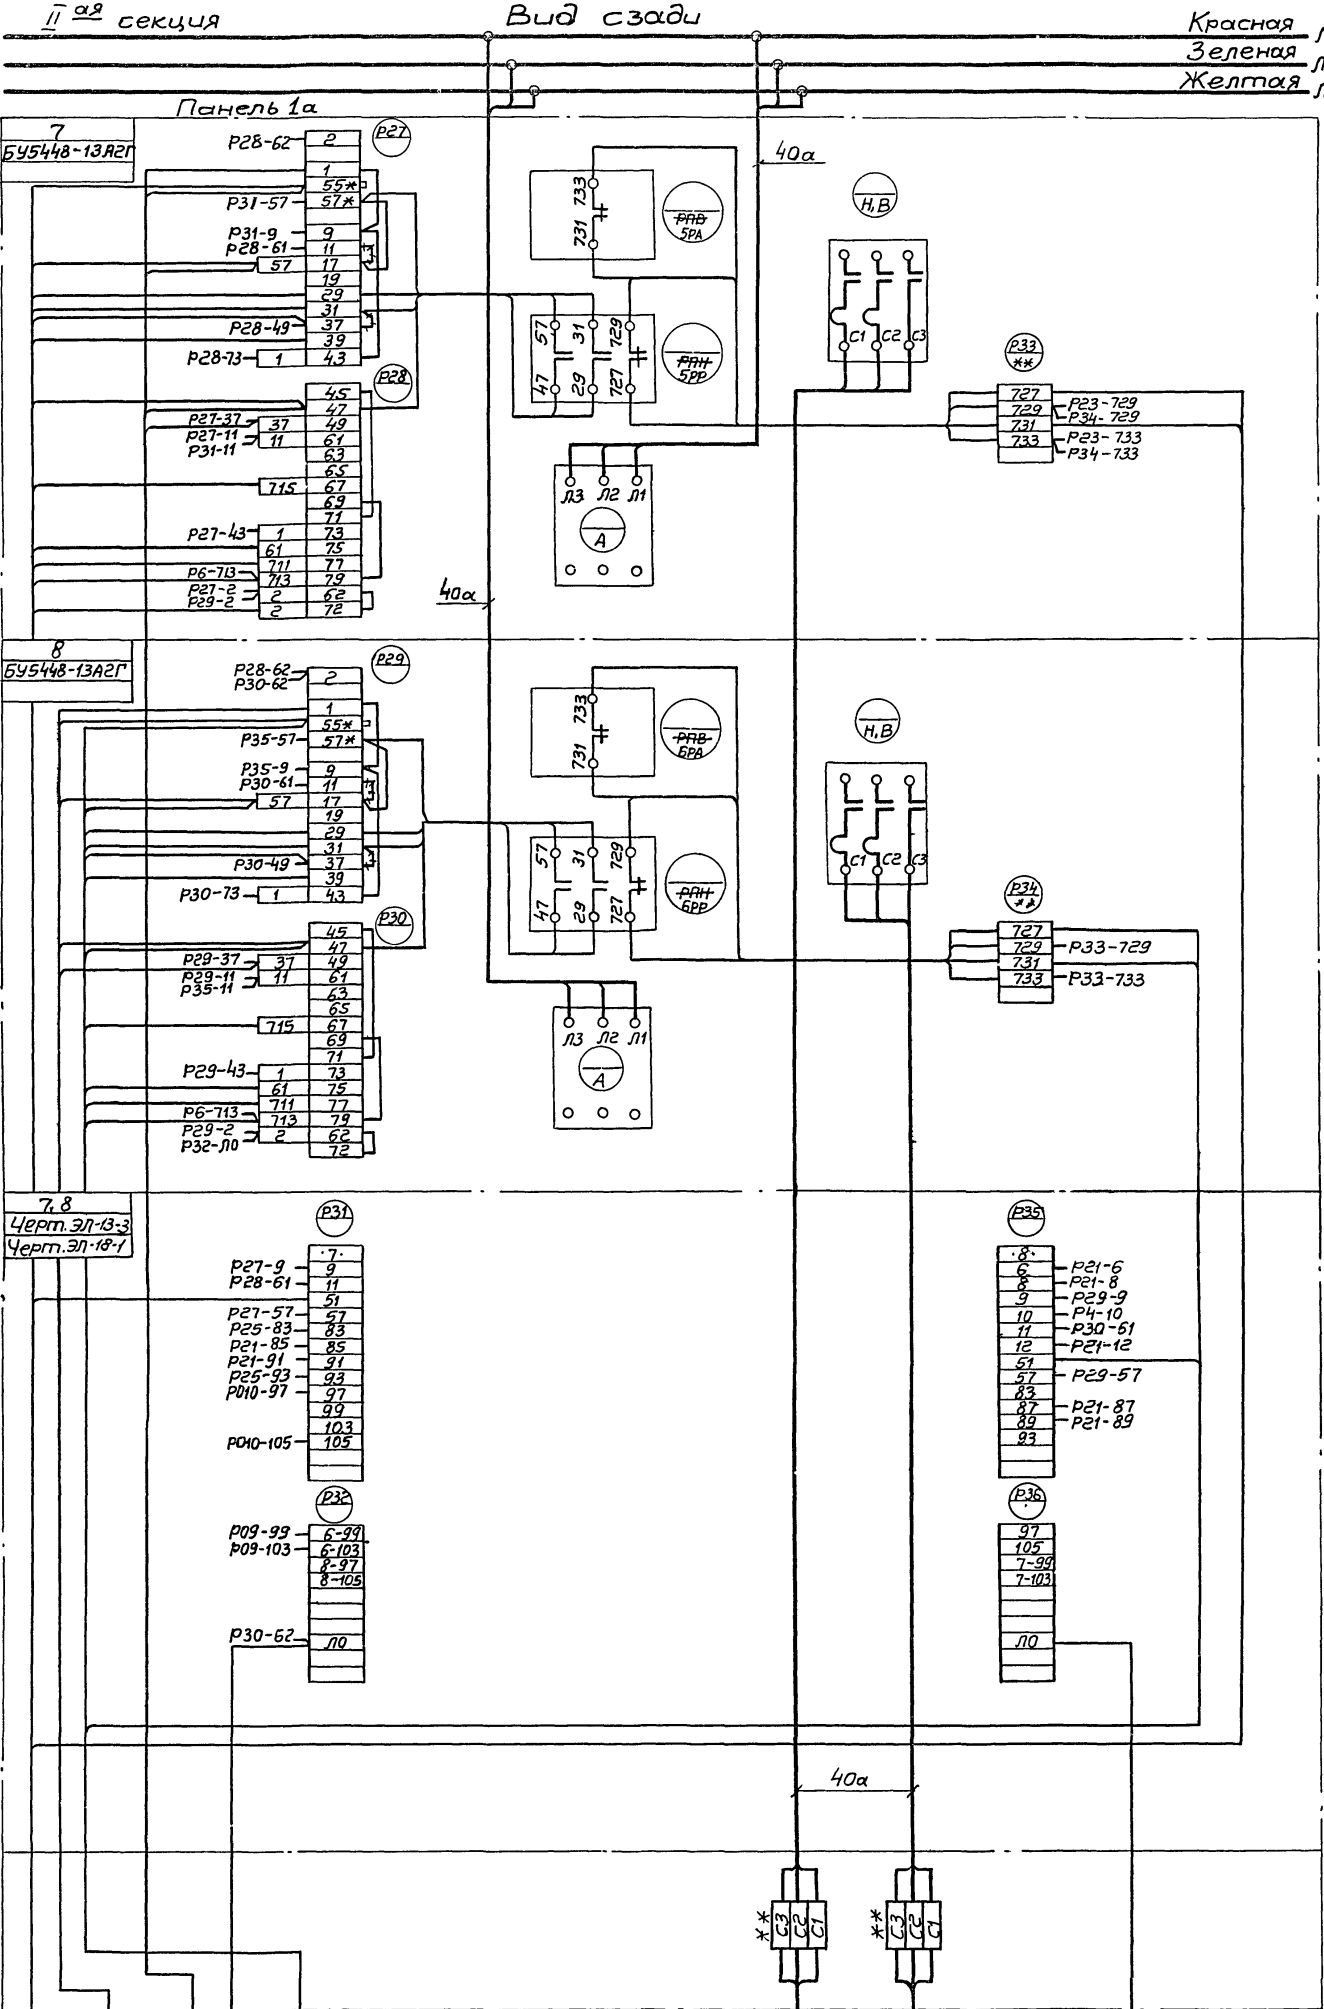 II ая секция
Вид сзади
Красная Л
Зеленая Л
Желтая Л
Панель 1а
7
БУ5448-13А2Г
Р27
Р28-62
2
1
55*
Р31-57
57*
Р31-9
9
Р28-61
11
57 17
19
29
31
Р28-49
37
39
Р28-73
1 43
Р28
45
47
Р27-37
37 49
Р27-11
11 61
Р31-11
63
65
715 67
69
71
Р27-43
1 73
61 75
711 77
Р6-713
713 79
Р27-2
2 62
Р29-2
2 72
733
731
РПВ
5РА
57 31 729
47 29 727
РПН
5РР
Л3 Л2 Л1
А
40а
40а
Н,В
С1 С2 С3
Р33
**
727
729
Р23-729
Р34-729
731
733
Р23-733
Р34-733
8
БУ5448-13А2Г
Р29
Р28-62
Р30-62
2
1
55*
Р35-57
57*
Р35-9
9
Р30-61
11
57 17
19
29
31
Р30-49
37
39
Р30-73
1 43
Р30
45
47
Р29-37
37 49
Р29-11
11 61
Р35-11
63
65
715 67
69
71
Р29-43
1 73
61 75
711 77
Р6-713
713 79
Р29-2
2 62
Р32-Л0
72
733
731
РПВ
6РА
57 31 729
47 29 727
РПН
6РР
Л3 Л2 Л1
А
Н,В
С1 С2 С3
Р34
**
727
729
Р33-729
731
733
Р33-733
7,8
Черт.ЭЛ-13-3
Черт.ЭЛ-18-1
Р31
·7·
Р27-9
9
Р28-61
11
51
Р27-57
57
Р25-83
83
Р21-85
85
Р21-91
91
Р25-93
93
Р010-97
97
99
103
Р010-105
105
Р32
Р09-99
6-99
Р09-103
6-103
8-97
8-105
Р30-62
Л0
Р35
·8·
6
Р21-6
8
Р21-8
9
Р29-9
10
Р4-10
11
Р30-61
12
Р21-12
51
57
Р29-57
83
87
Р21-87
89
Р21-89
93
Р36
97
105
7-99
7-103
Л0
40а
** С3 С2 С1
** С3 С2 С1